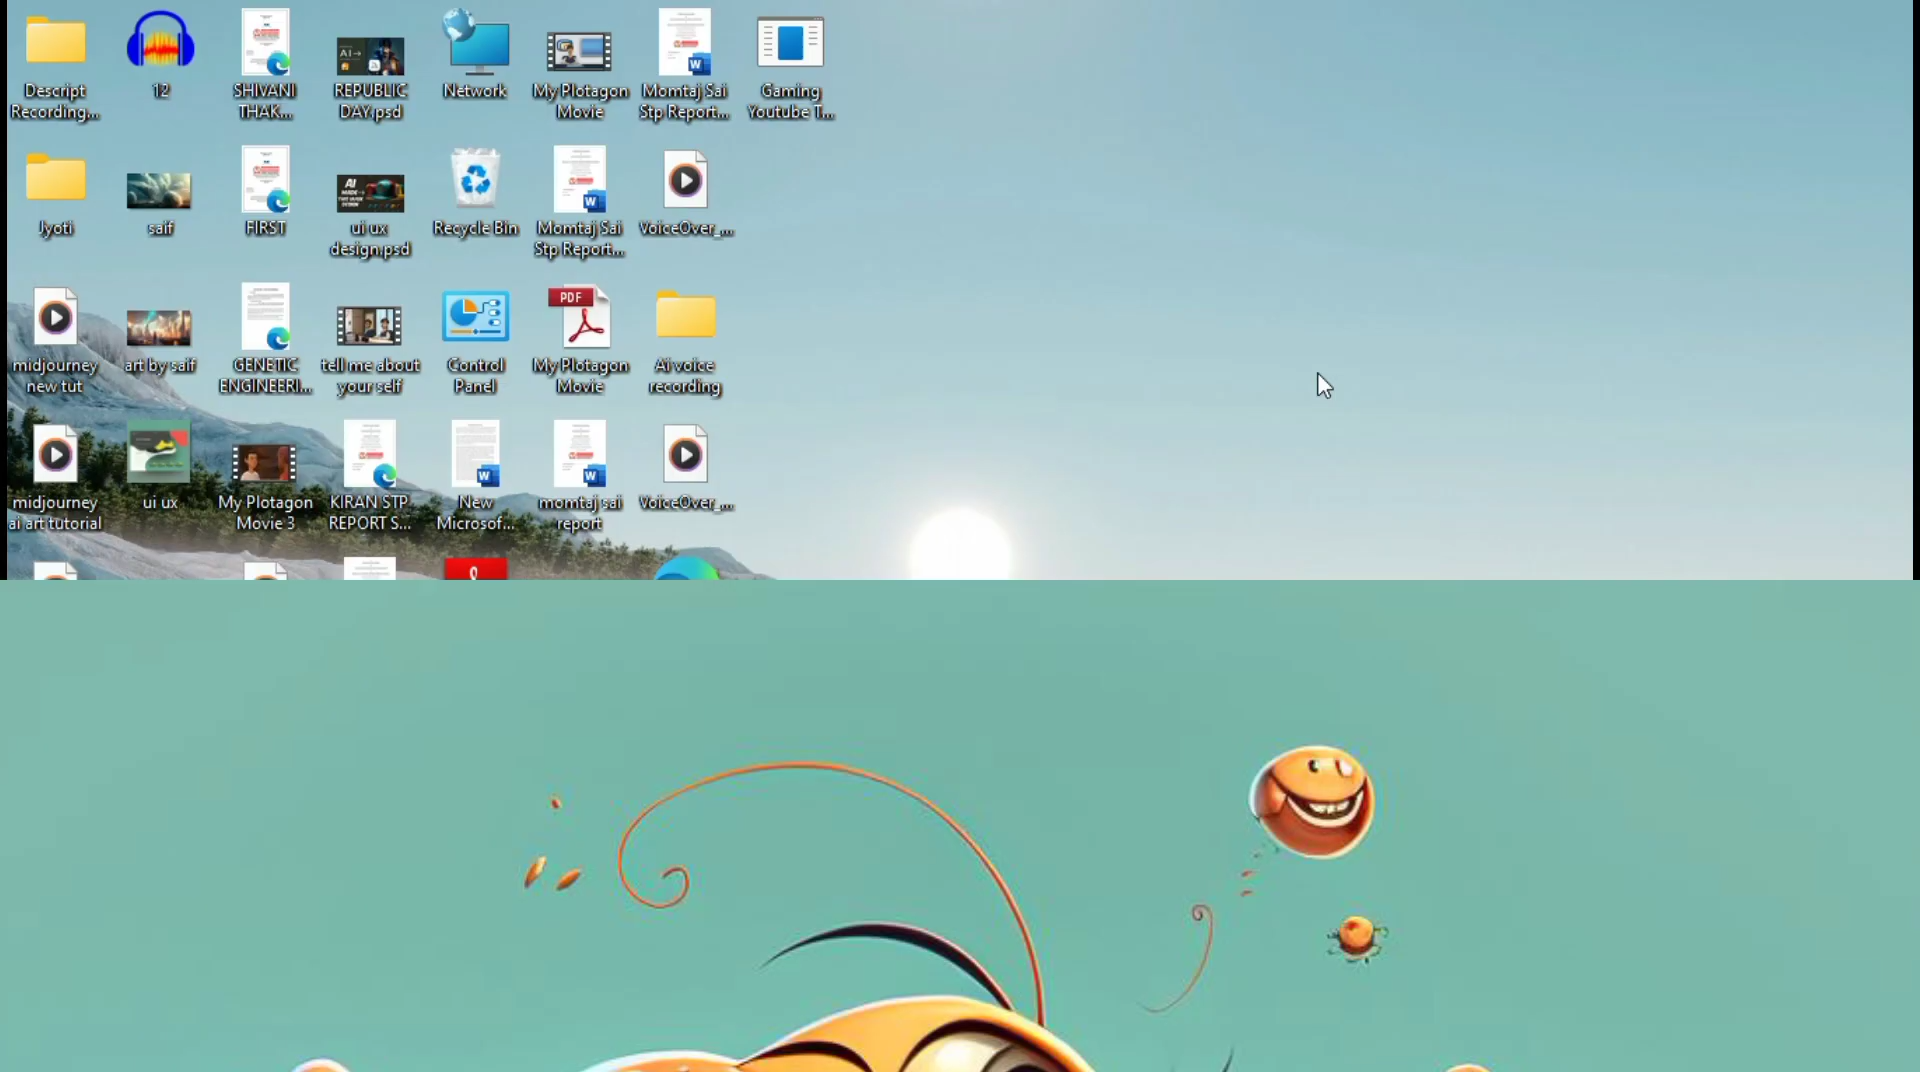 Descript
Recording...
12
SHIVANI
THAK...
REPUBLIC
DAY.psd
Network
My Plotagon
Movie
Momtaj Sai
Stp Report...
Gaming
Youtube T...
Jyoti
saif
FIRST
ui ux
design.psd
Recycle Bin
Momtaj Sai
Stp Report...
VoiceOver_...
midjourney
new tut
art by saif
GENETIC
ENGINEERI...
tell me about
your self
Control
Panel
PDF
My Plotagon
Movie
Ai voice
recording
midjourney
ai art tutorial
ui ux
My Plotagon
Movie 3
KIRAN STP
REPORT S...
New
Microsof...
momtaj sai
report
VoiceOver_...